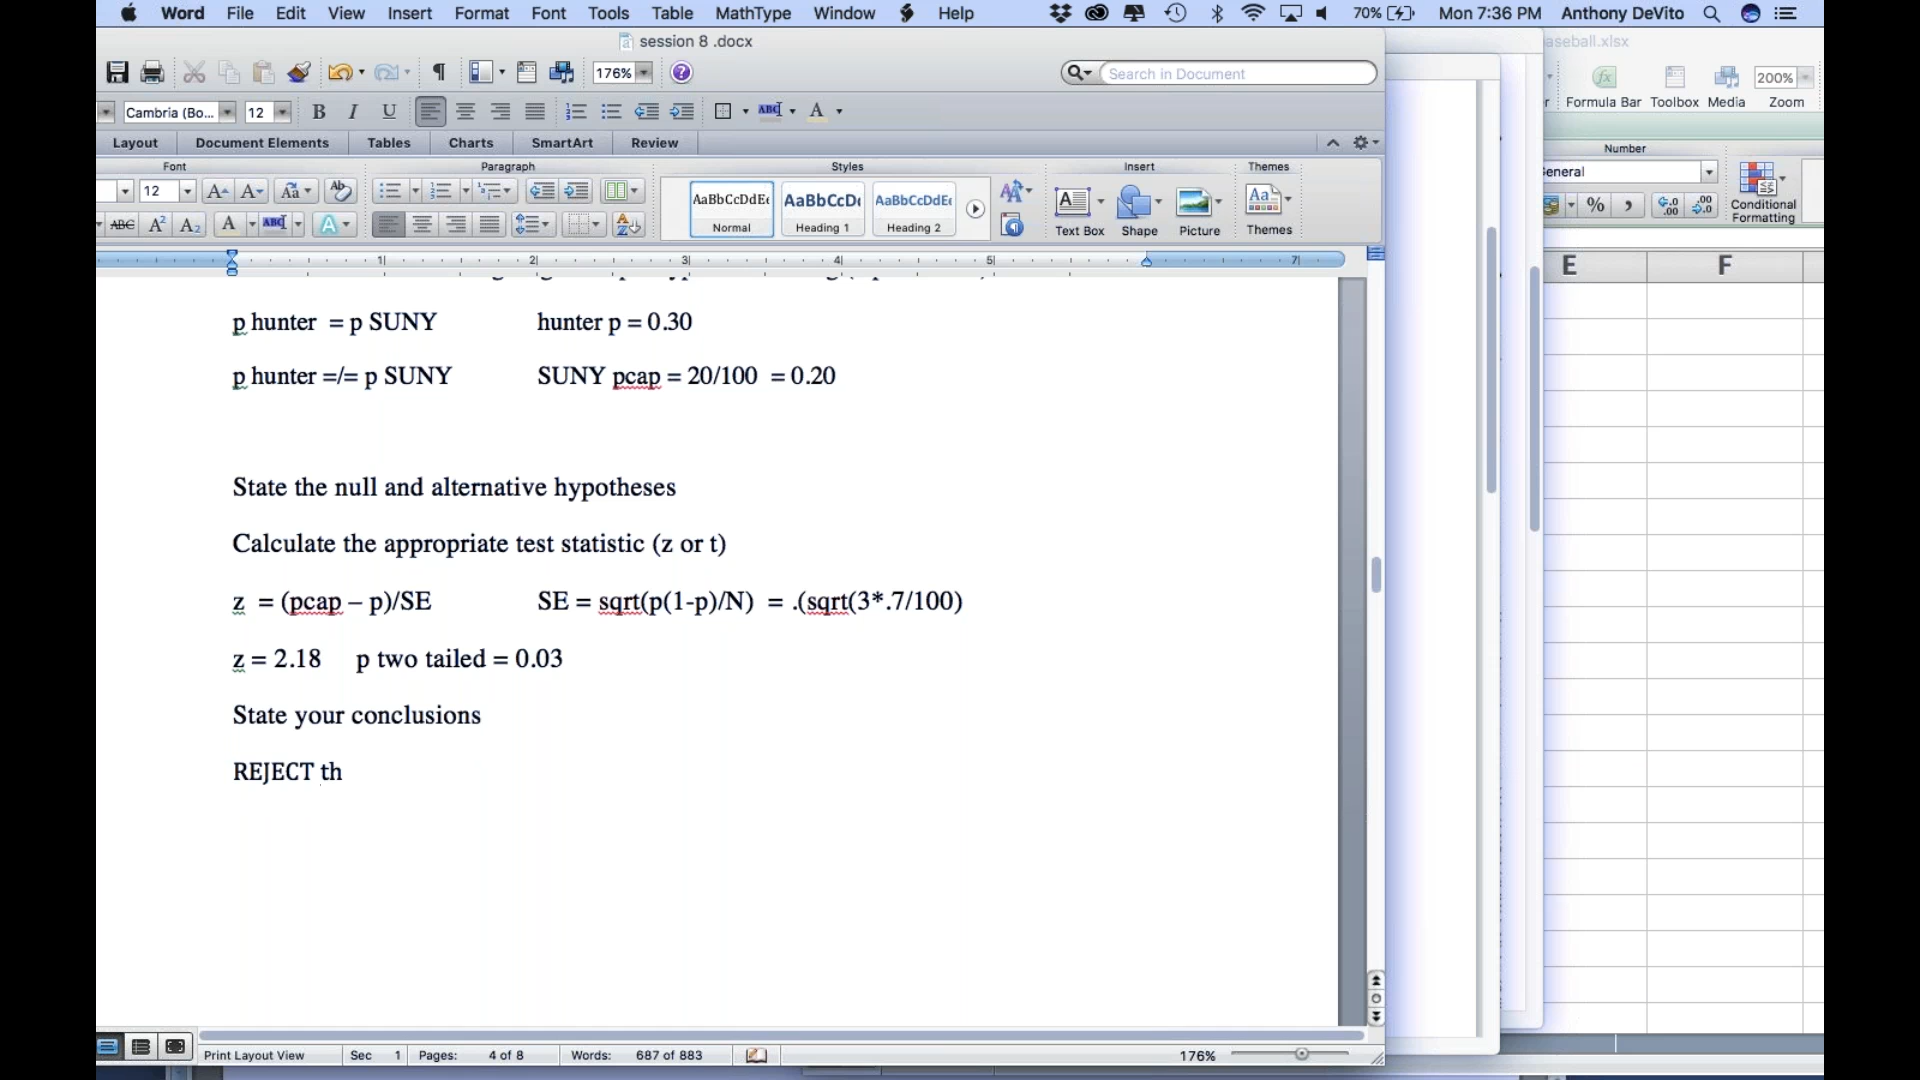 Word File Edit View Insert Format Font Tools Table MathType Window Help 70% Mon 7:36 PM Anthony DeVito
session 8 .docx
aseball.xlsx
176%
Search in Document
200%
Formula Bar Toolbox Media Zoom
Cambria (Bo... 12 B I U ABC A
Layout Document Elements Tables Charts SmartArt Review
Number
Font Paragraph Styles Insert Themes
12
AaBbCcDdEe AaBbCcDc AaBbCcDdEe
Normal Heading 1 Heading 2
Text Box Shape Picture Themes
eneral
Conditional
Formatting
E F
p hunter = p SUNY hunter p = 0.30
p hunter =/= p SUNY SUNY pcap = 20/100 = 0.20
State the null and alternative hypotheses
Calculate the appropriate test statistic (z or t)
z = (pcap – p)/SE SE = sqrt(p(1-p)/N) = .(sqrt(3*.7/100)
z = 2.18 p two tailed = 0.03
State your conclusions
REJECT th
Print Layout View Sec 1 Pages: 4 of 8 Words: 687 of 883 176%